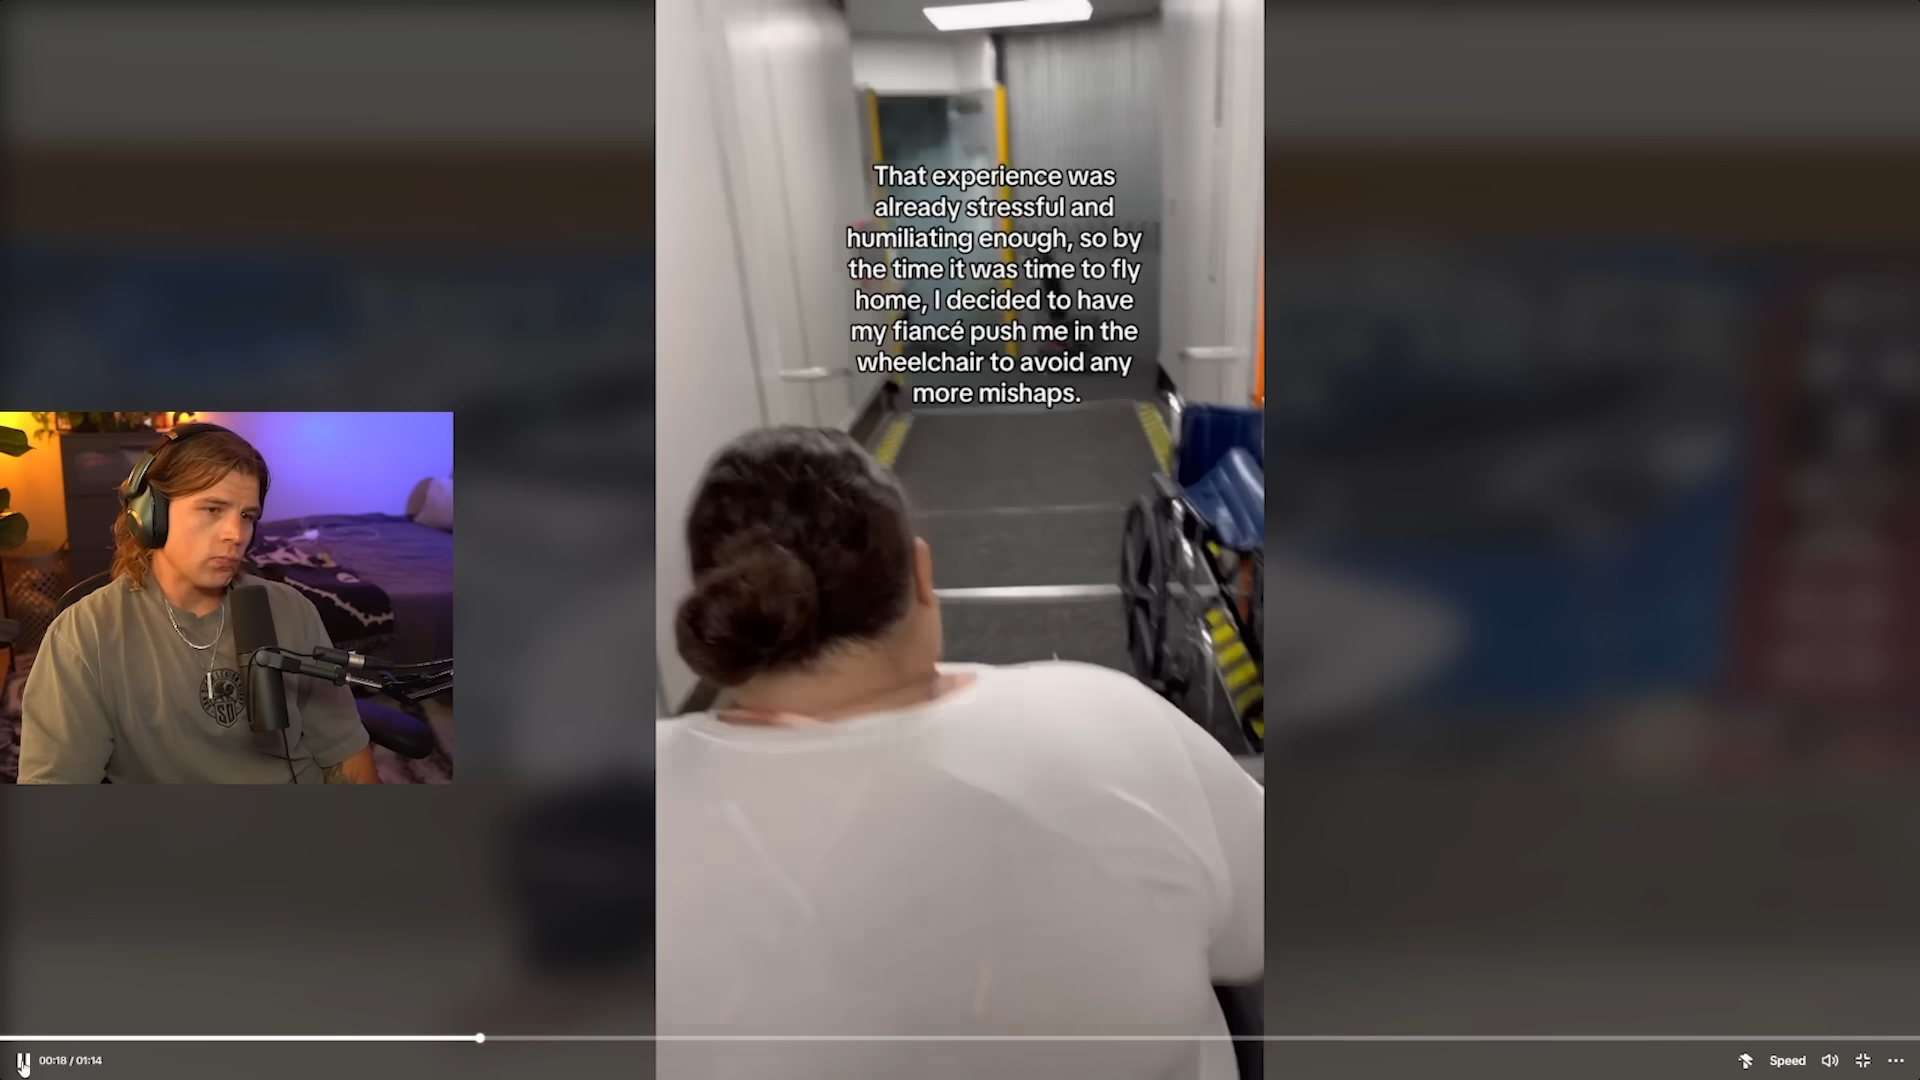 That experience was
already stressful and
humiliating enough, so by
the time it was time to fly
home, I decided to have
my fiancé push me in the
wheelchair to avoid any
more mishaps.
SD
00:18 / 01:14
Speed